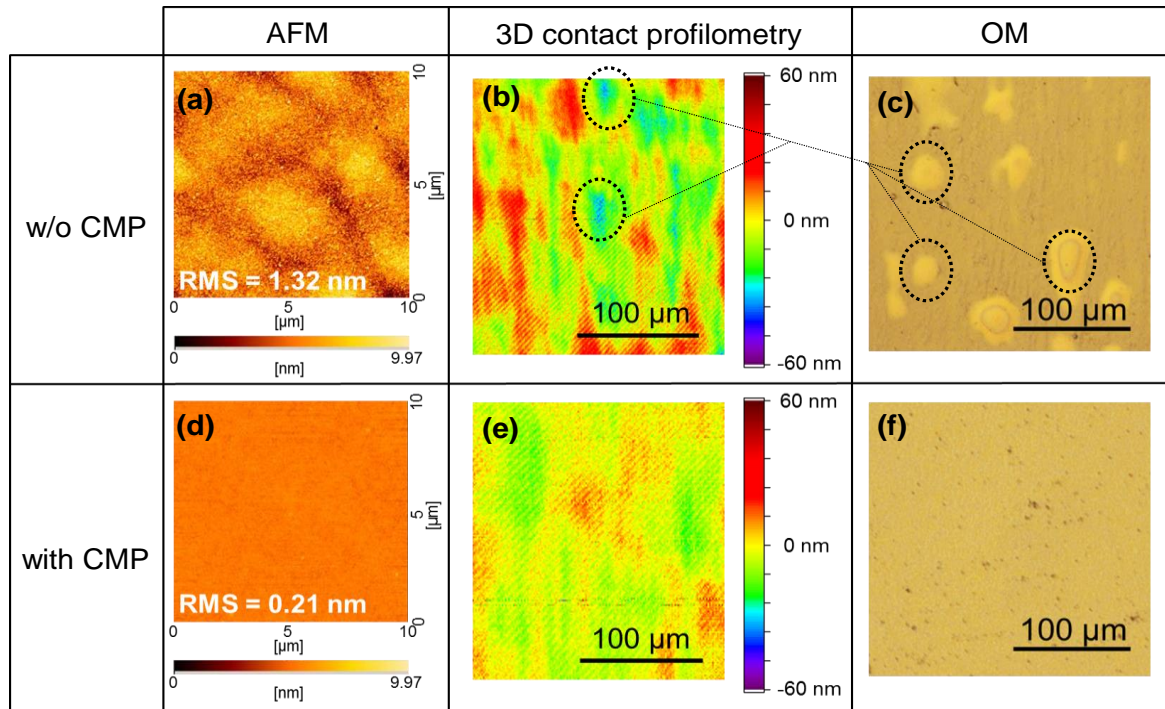 AFM
3D contact profilometry
OM
w/o CMP
(a)
RMS = 1.32 nm
0
5
10
[µm]
0
5
10
[µm]
0
9.97
[nm]
(b)
100 µm
60 nm
0 nm
-60 nm
(c)
100 µm
with CMP
(d)
RMS = 0.21 nm
0
5
10
[µm]
0
5
10
[µm]
0
9.97
[nm]
(e)
100 µm
60 nm
0 nm
-60 nm
(f)
100 µm